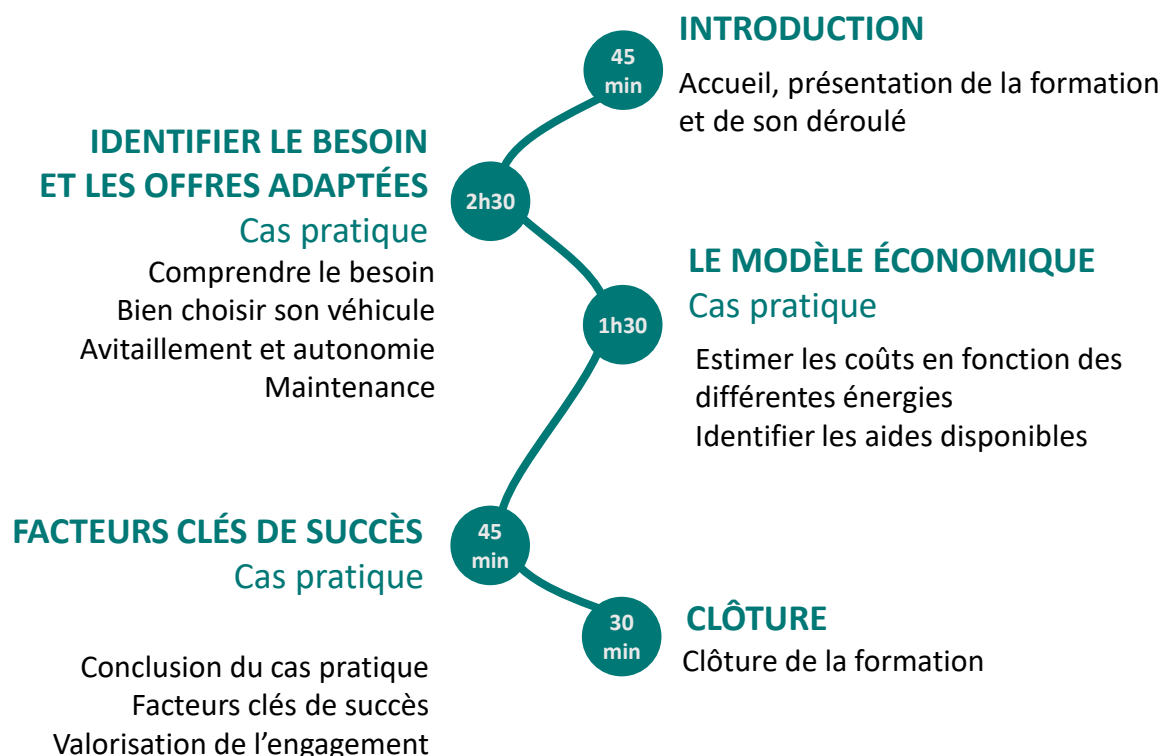 45
min
INTRODUCTION
Accueil, présentation de la formation
et de son déroulé
IDENTIFIER LE BESOIN
ET LES OFFRES ADAPTÉES
Cas pratique
Comprendre le besoin
Bien choisir son véhicule
Avitaillement et autonomie
Maintenance
2h30
1h30
LE MODÈLE ÉCONOMIQUE
Cas pratique
Estimer les coûts en fonction des
différentes énergies
Identifier les aides disponibles
FACTEURS CLÉS DE SUCCÈS
Cas pratique
Conclusion du cas pratique
Facteurs clés de succès
Valorisation de l’engagement
45
min
30
min
CLÔTURE
Clôture de la formation